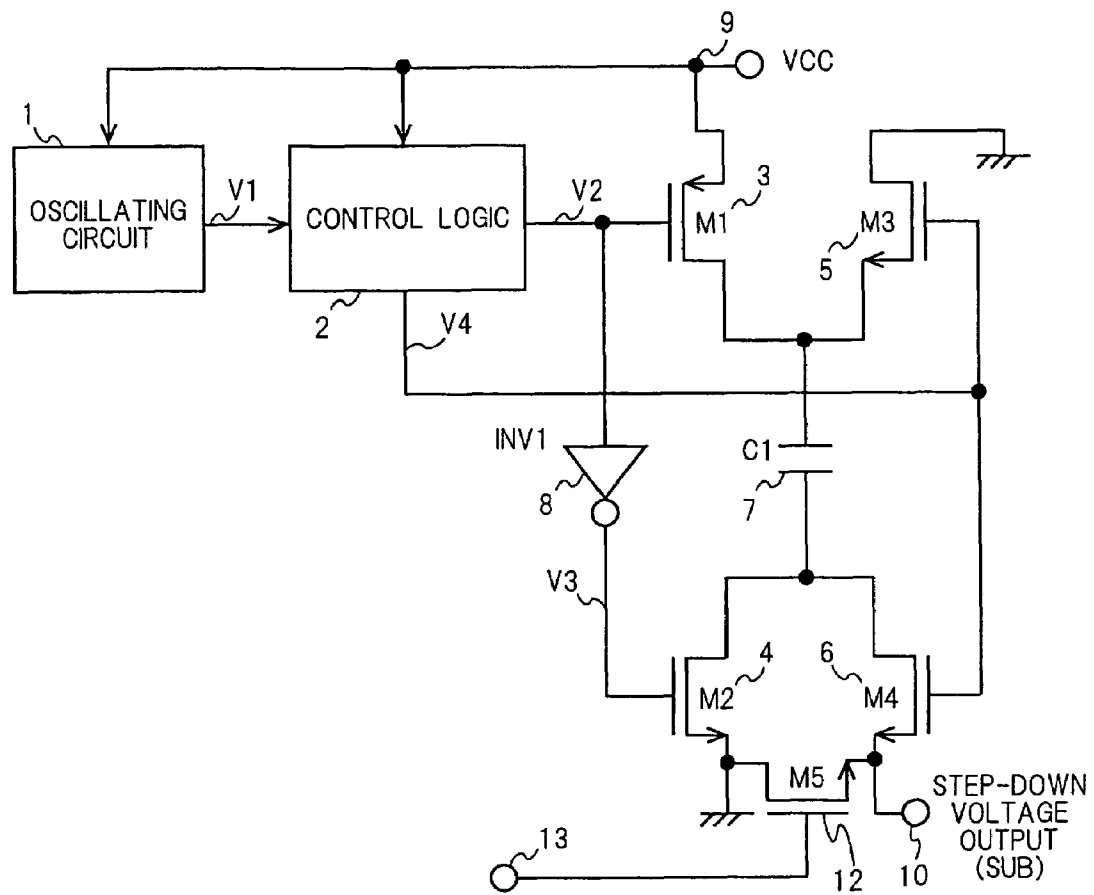 9
VCC
1
OSCILLATING
CIRCUIT
V1
CONTROL LOGIC
2
V2
M1
3
M3
5
V4
INV1
8
C1
7
V3
M2
4
6
M4
M5
12
13
10
STEP-DOWN
VOLTAGE
OUTPUT
(SUB)